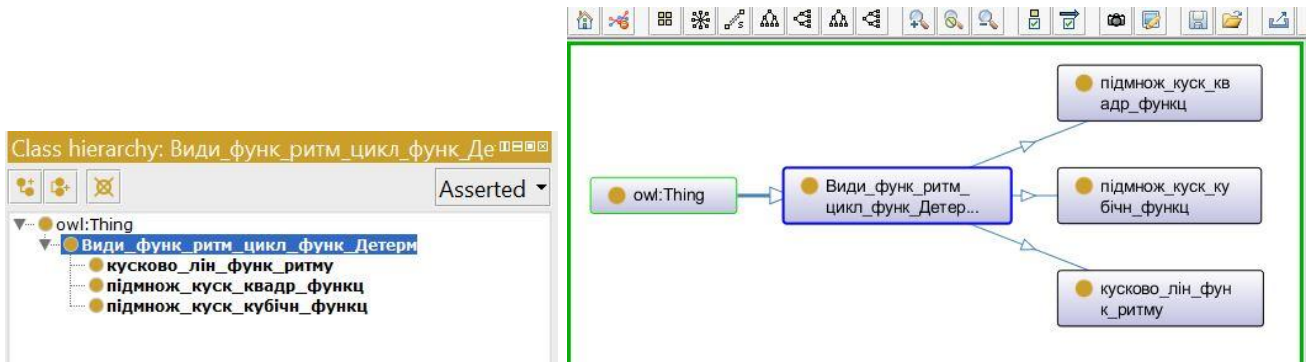 Class hierarchy: Види_функ_ритм_цикл_функ_Де
Asserted
owl:Thing
Види_функ_ритм_цикл_функ_Детерм
кусково_лін_функ_ритму
підмнож_куск_квадр_функц
підмнож_куск_кубічн_функц
owl:Thing
Види_функ_ритм_
цикл_функ_Детер...
підмнож_куск_кв
адр_функц
підмнож_куск_ку
бічн_функц
кусково_лін_фун
к_ритму